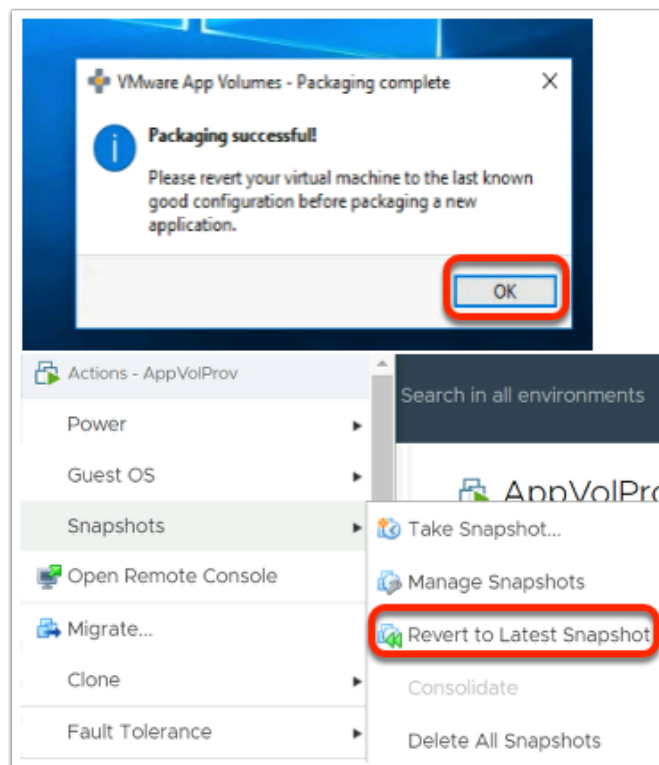 VMware App Volumes - Packaging complete
Packaging successful!
Please revert your virtual machine to the last known
good configuration before packaging a new
application.
OK
Actions - AppVolProv
Search in all environments
Power
Guest OS
AppVolPro
Snapshots
Take Snapshot...
Open Remote Console
Manage Snapshots
Migrate...
Revert to Latest Snapshot
Clone
Consolidate
Fault Tolerance
Delete All Snapshots